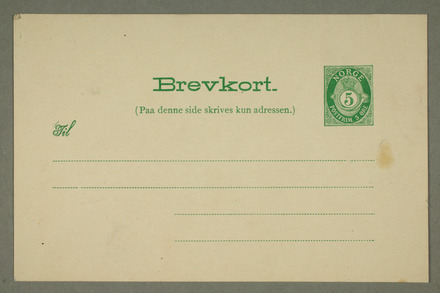 Brevkort.
(Paa denne side skrives kun adressen.)
NORGE
5
POSTFRIM. 5 ØRE
Til